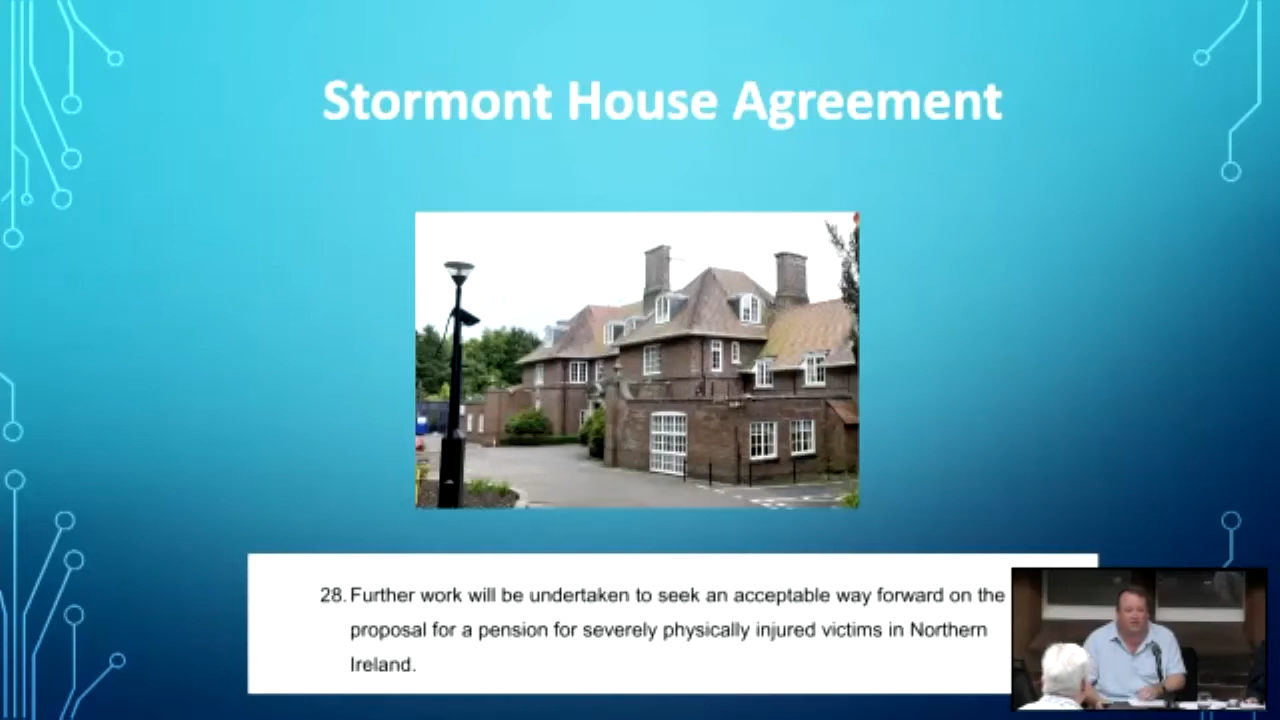 Stormont House Agreement
28. Further work will be undertaken to seek an acceptable way forward on the
proposal for a pension for severely physically injured victims in Northern
Ireland.